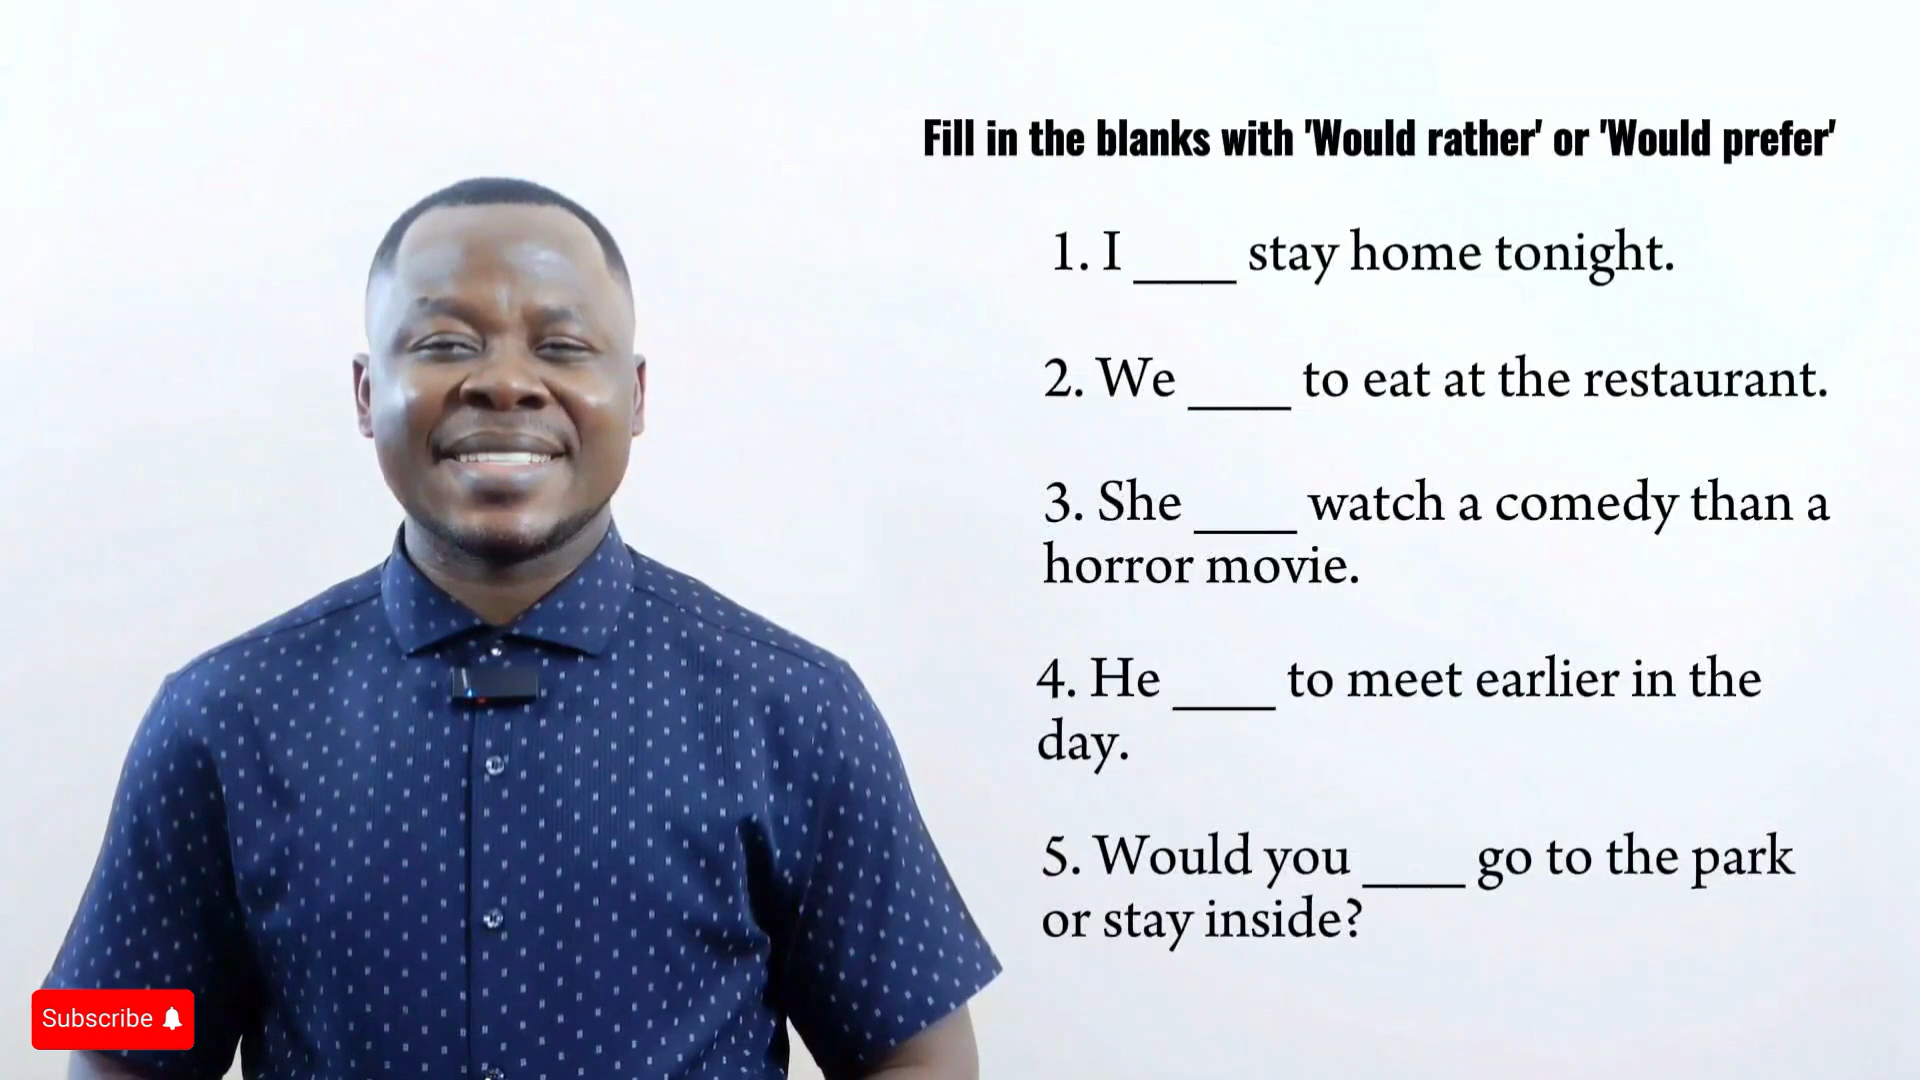 Fill in the blanks with 'Would rather' or 'Would prefer'
1. I ____ stay home tonight.
2. We ____ to eat at the restaurant.
3. She ____ watch a comedy than a
horror movie.
4. He ____ to meet earlier in the
day.
5. Would you ____ go to the park
or stay inside?
Subscribe